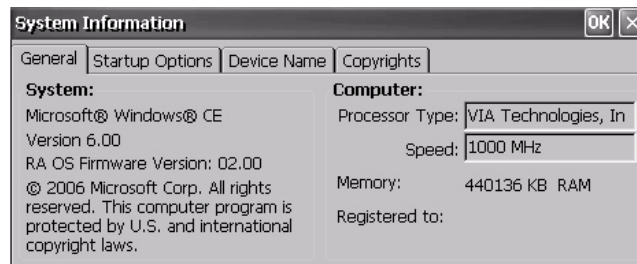 System Information OK ×
General Startup Options Device Name Copyrights
System:
Microsoft® Windows® CE
Version 6.00
RA OS Firmware Version: 02.00
© 2006 Microsoft Corp. All rights
reserved. This computer program is
protected by U.S. and international
copyright laws.
Computer:
Processor Type: VIA Technologies, In
Speed: 1000 MHz
Memory: 440136 KB RAM
Registered to: